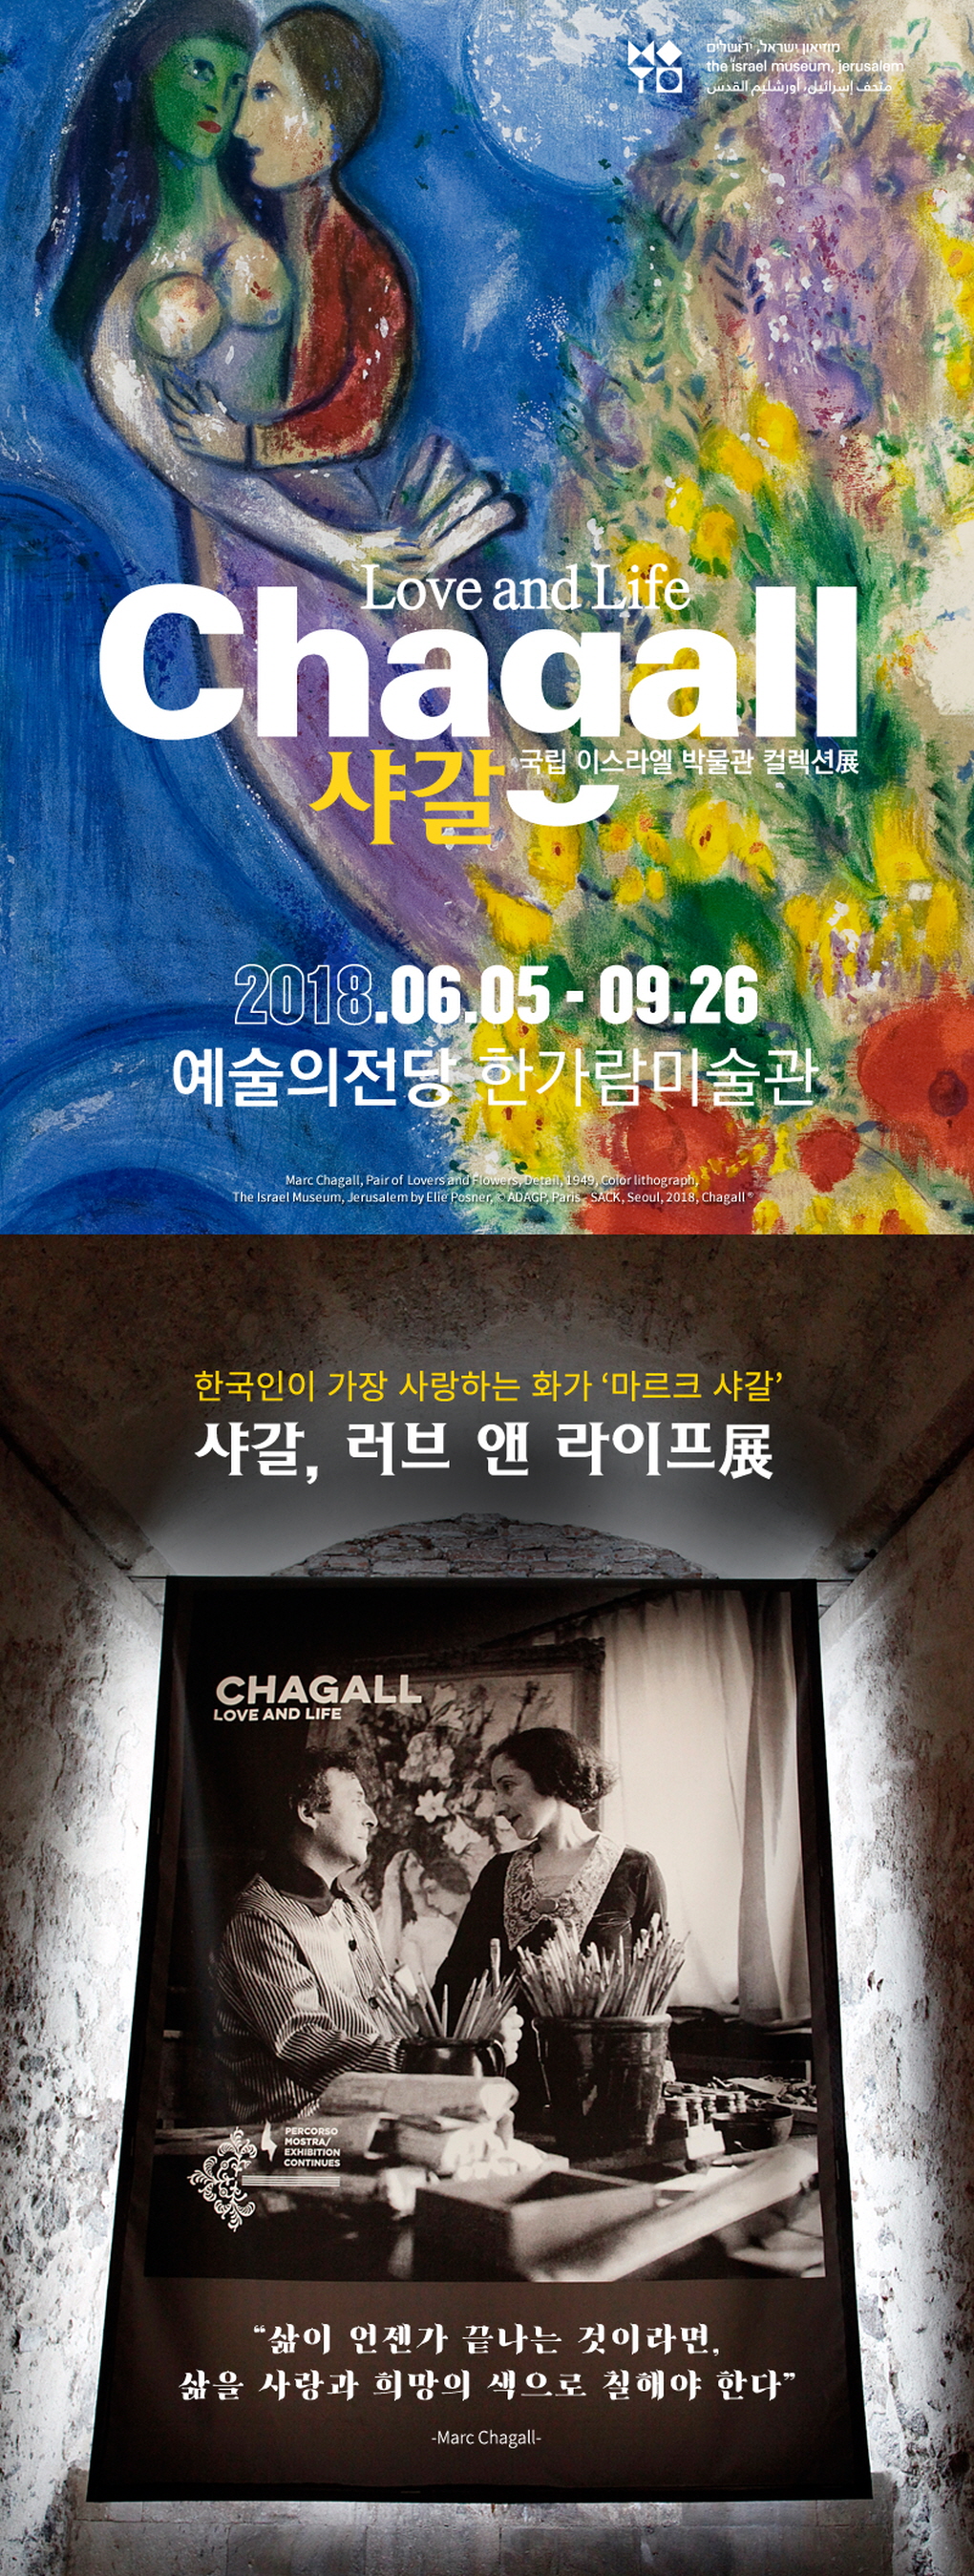 מוזיאון ישראל, ירושלים
the israel museum, jerusalem
متحف إسرائيل، أورشليم القدس
Love and Life
Chagall
샤갈 국립 이스라엘 박물관 컬렉션展
2018.06.05 - 09.26
예술의전당 한가람미술관
Marc Chagall, Pair of Lovers and Flowers, Detail, 1949, Color lithograph,
The Israel Museum, Jerusalem by Elie Posner, © ADAGP, Paris - SACK, Seoul, 2018, Chagall ®
한국인이 가장 사랑하는 화가 ‘마르크 샤갈’
샤갈, 러브 앤 라이프展
CHAGALL
LOVE AND LIFE
PERCORSO
MOSTRA/
EXHIBITION
CONTINUES
“삶이 언젠가 끝나는 것이라면,
삶을 사랑과 희망의 색으로 칠해야 한다”
-Marc Chagall-